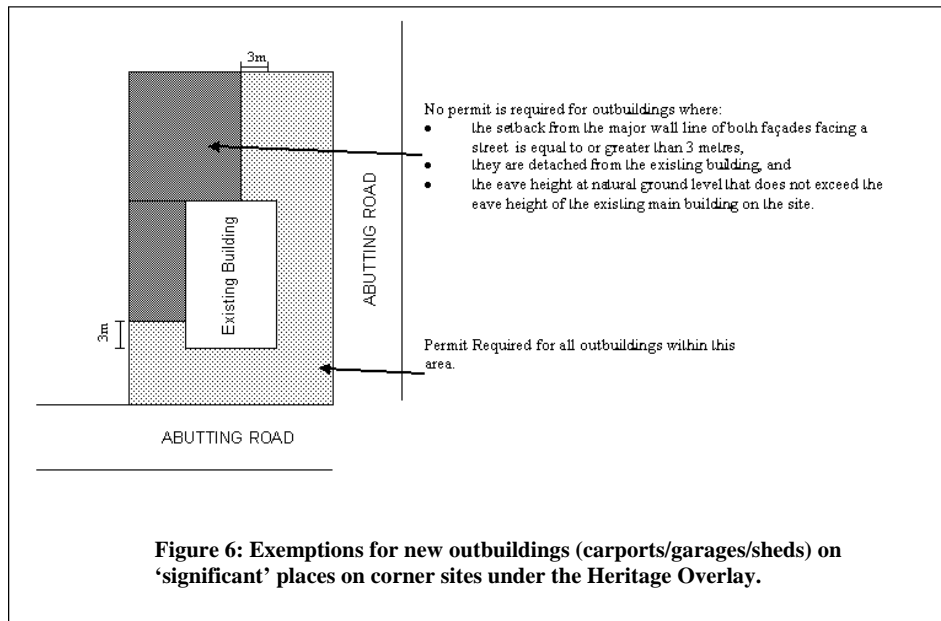 3m
No permit is required for outbuildings where:
• the setback from the major wall line of both façades facing a
street is equal to or greater than 3 metres,
• they are detached from the existing building, and
• the eave height at natural ground level that does not exceed the
eave height of the existing main building on the site.
ABUTTING ROAD
Existing Building
3m
Permit Required for all outbuildings within this
area.
ABUTTING ROAD
Figure 6: Exemptions for new outbuildings (carports/garages/sheds) on
‘significant’ places on corner sites under the Heritage Overlay.